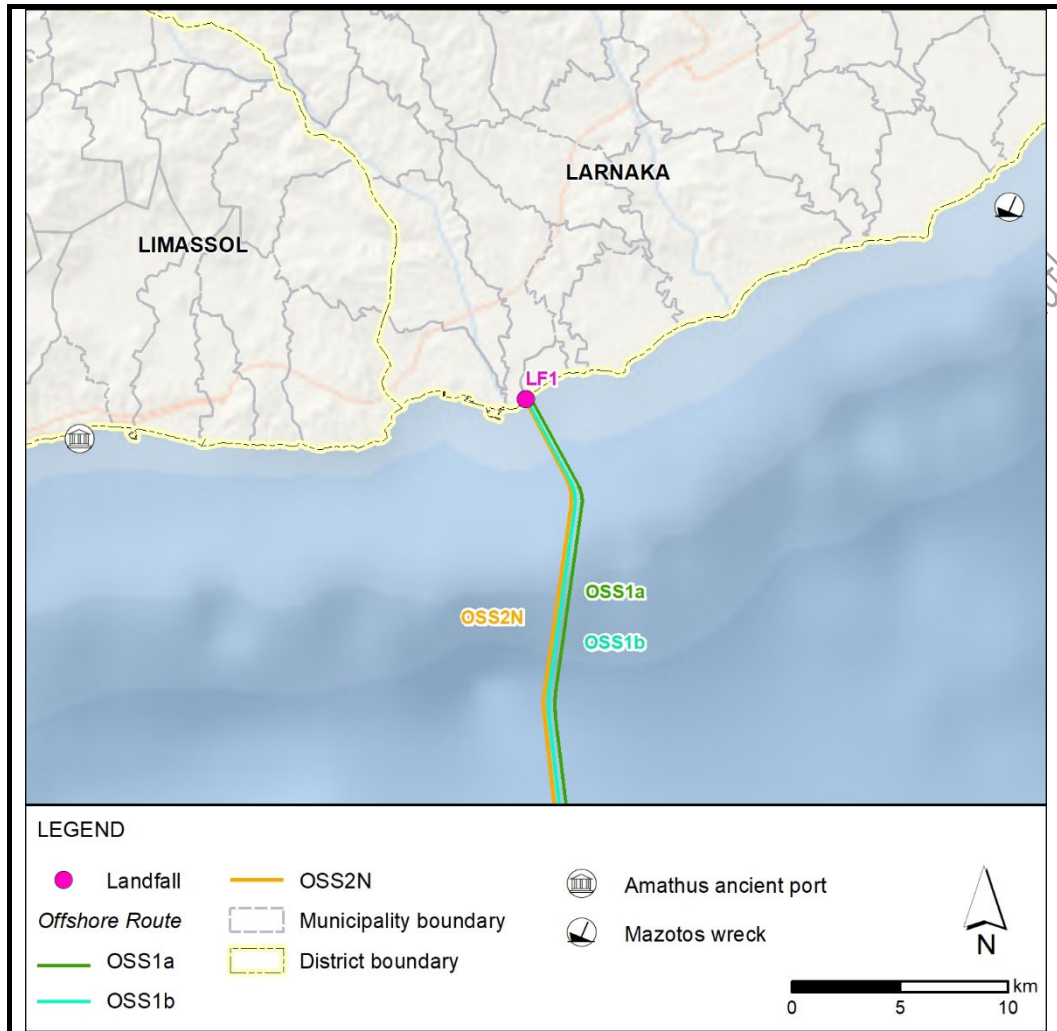 LARNAKA
LIMASSOL
LF1
OSS1a
OSS2N
OSS1b
LEGEND
Landfall
Offshore Route
OSS1a
OSS1b
OSS2N
Municipality boundary
District boundary
Amathus ancient port
Mazotos wreck
N
km
0 5 10